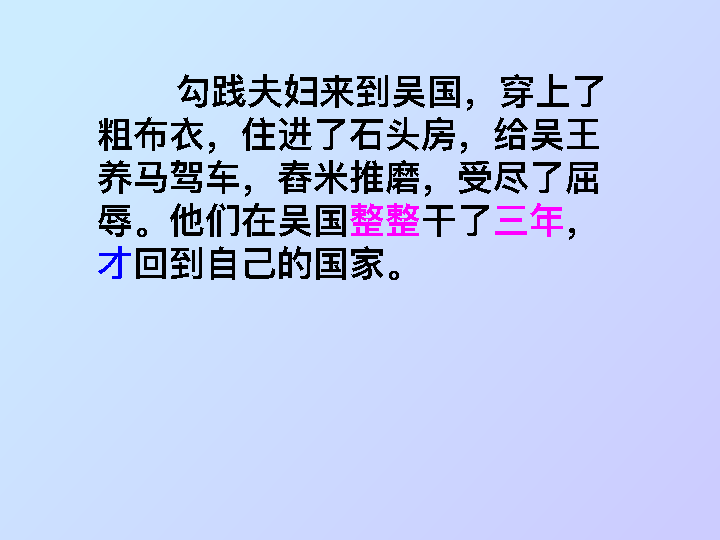 勾践夫妇来到吴国，穿上了
粗布衣，住进了石头房，给吴王
养马驾车，舂米推磨，受尽了屈
辱。他们在吴国整整干了三年，
才回到自己的国家。